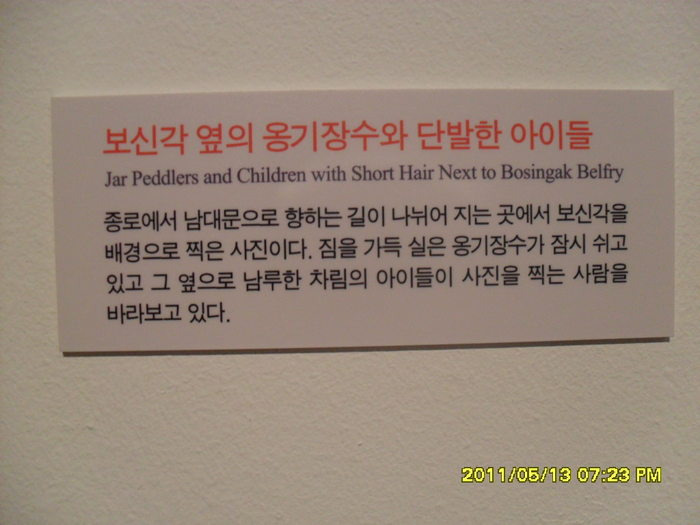 보신각 옆의 옹기장수와 단발한 아이들
Jar Peddlers and Children with Short Hair Next to Bosingak Belfry
종로에서 남대문으로 향하는 길이 나뉘어 지는 곳에서 보신각을
배경으로 찍은 사진이다. 짐을 가득 실은 옹기장수가 잠시 쉬고
있고 그 옆으로 남루한 차림의 아이들이 사진을 찍는 사람을
바라보고 있다.
2011/05/13 07:23 PM